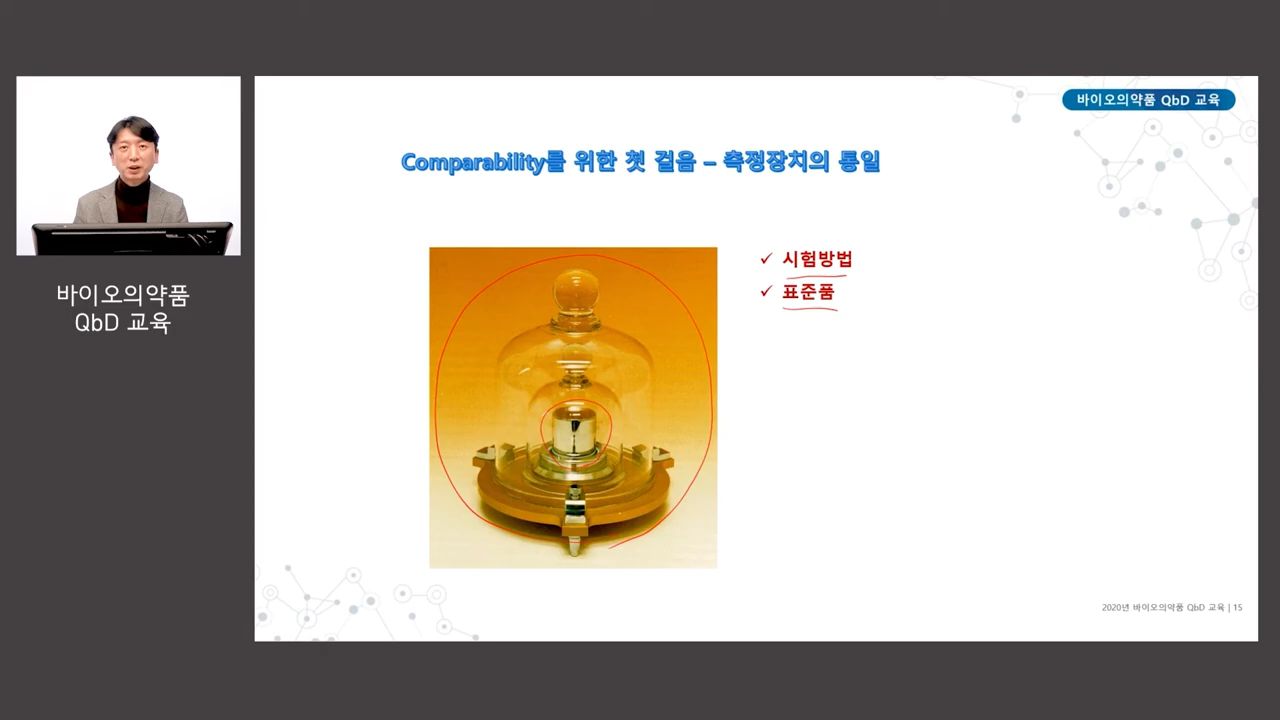 바이오의약품 QbD 교육
Comparability를 위한 첫 걸음 – 측정장치의 통일
✓ 시험방법
✓ 표준품
바이오의약품
QbD 교육
2020년 바이오의약품 QbD 교육 | 15